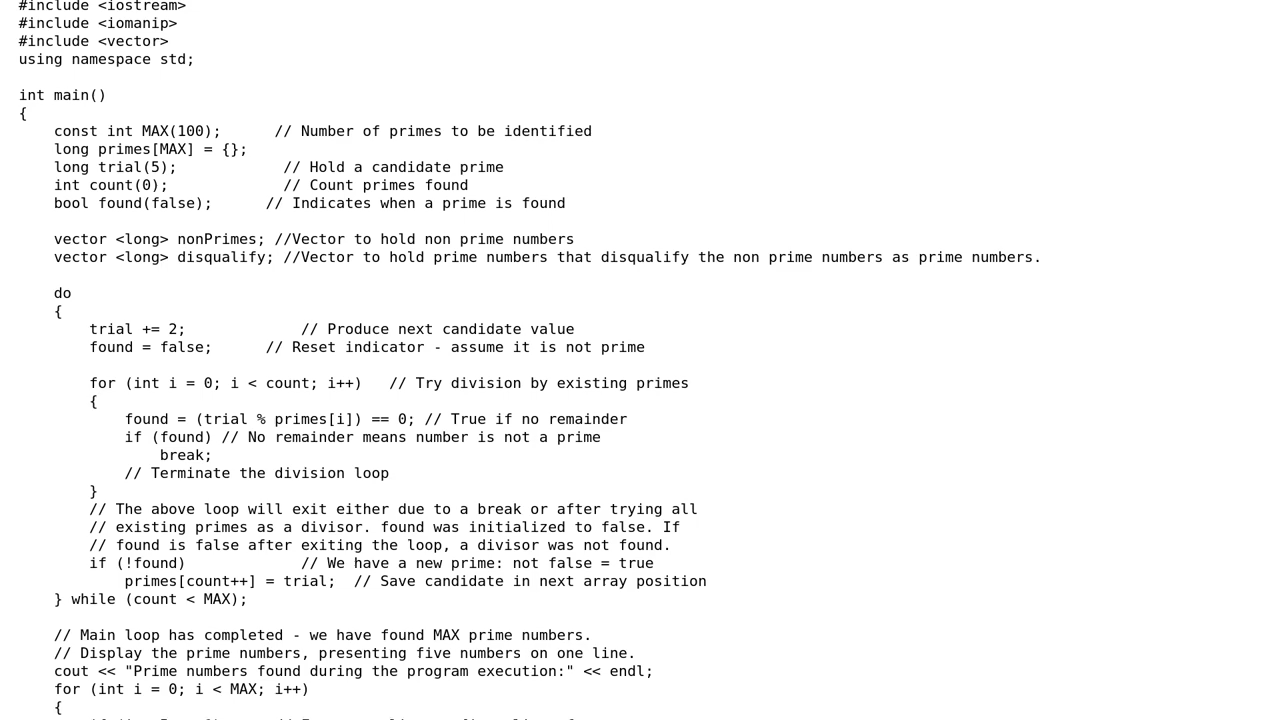 #include <iostream>
#include <iomanip>
#include <vector>
using namespace std;

int main()
{
    const int MAX(100);      // Number of primes to be identified
    long primes[MAX] = {};
    long trial(5);            // Hold a candidate prime
    int count(0);             // Count primes found
    bool found(false);      // Indicates when a prime is found

    vector <long> nonPrimes; //Vector to hold non prime numbers
    vector <long> disqualify; //Vector to hold prime numbers that disqualify the non prime numbers as prime numbers.

    do
    {
        trial += 2;             // Produce next candidate value
        found = false;      // Reset indicator - assume it is not prime

        for (int i = 0; i < count; i++)   // Try division by existing primes
        {
            found = (trial % primes[i]) == 0; // True if no remainder
            if (found) // No remainder means number is not a prime
                break;
            // Terminate the division loop
        }
        // The above loop will exit either due to a break or after trying all
        // existing primes as a divisor. found was initialized to false. If
        // found is false after exiting the loop, a divisor was not found.
        if (!found)             // We have a new prime: not false = true
            primes[count++] = trial;  // Save candidate in next array position
    } while (count < MAX);

    // Main loop has completed - we have found MAX prime numbers.
    // Display the prime numbers, presenting five numbers on one line.
    cout << "Prime numbers found during the program execution:" << endl;
    for (int i = 0; i < MAX; i++)
    {